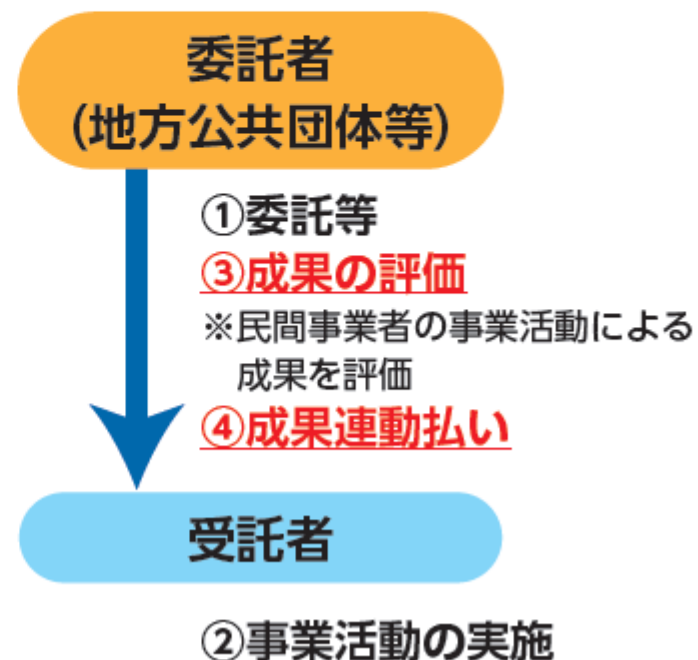 委託者
(地方公共団体等)
①委託等
③成果の評価
※民間事業者の事業活動による
成果を評価
④成果連動払い
受託者
②事業活動の実施